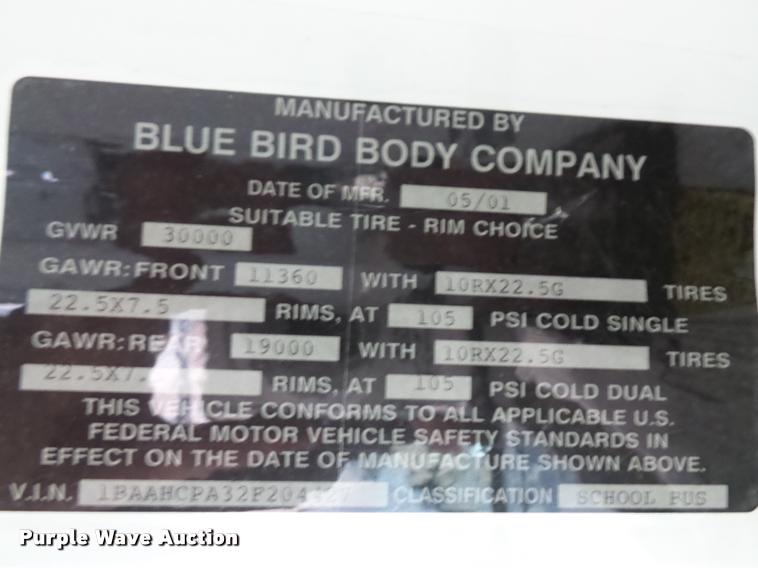 MANUFACTURED BY
BLUE BIRD BODY COMPANY
DATE OF MFR. 05/01
SUITABLE TIRE - RIM CHOICE
GVWR 30000
GAWR: FRONT 11360 WITH 10RX22.5G TIRES
22.5X7.5 RIMS, AT 105 PSI COLD SINGLE
GAWR: REAR 19000 WITH 10RX22.5G TIRES
RIMS, AT 105 PSI COLD DUAL
THIS VEHICLE CONFORMS TO ALL APPLICABLE U.S.
FEDERAL MOTOR VEHICLE SAFETY STANDARDS IN
EFFECT ON THE DATE OF MANUFACTURE SHOWN ABOVE.
V.I.N. CLASSIFICATION SCHOOL BUS
Purple Wave Auction